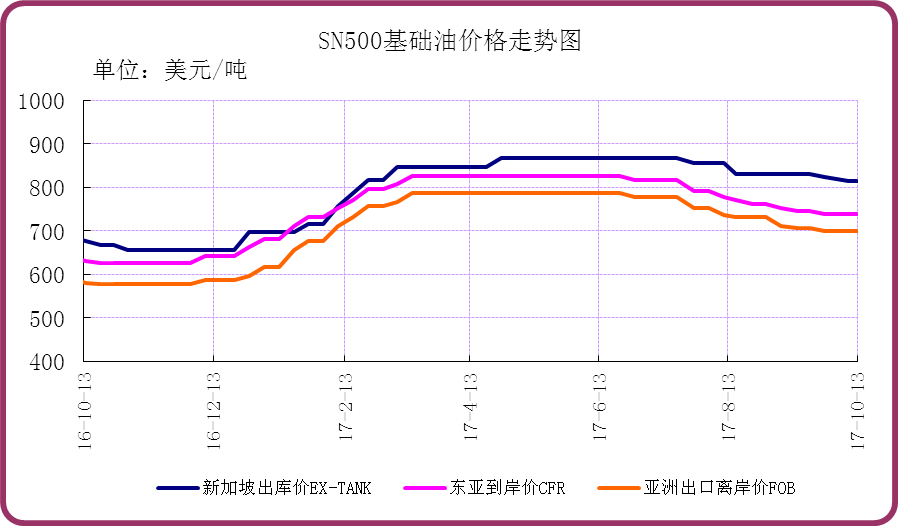 SN500基础油价格走势图
单位：美元/吨
1000
900
800
700
600
500
400
16-10-13
16-12-13
17-2-13
17-4-13
17-6-13
17-8-13
17-10-13
新加坡出库价EX-TANK
东亚到岸价CFR
亚洲出口离岸价FOB